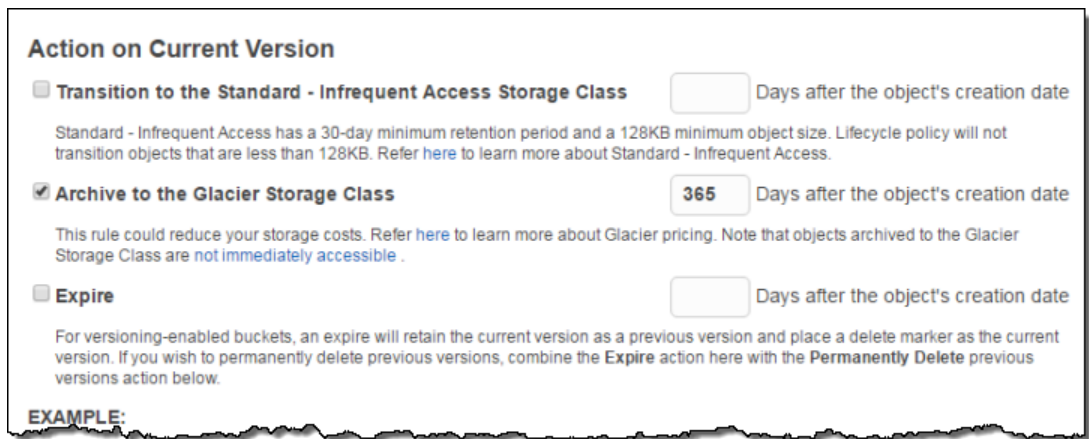 Action on Current Version
Transition to the Standard - Infrequent Access Storage Class Days after the object's creation date
Standard - Infrequent Access has a 30-day minimum retention period and a 128KB minimum object size. Lifecycle policy will not
transition objects that are less than 128KB. Refer here to learn more about Standard - Infrequent Access.
Archive to the Glacier Storage Class 365 Days after the object's creation date
This rule could reduce your storage costs. Refer here to learn more about Glacier pricing. Note that objects archived to the Glacier
Storage Class are not immediately accessible .
Expire Days after the object's creation date
For versioning-enabled buckets, an expire will retain the current version as a previous version and place a delete marker as the current
version. If you wish to permanently delete previous versions, combine the Expire action here with the Permanently Delete previous
versions action below.
EXAMPLE: